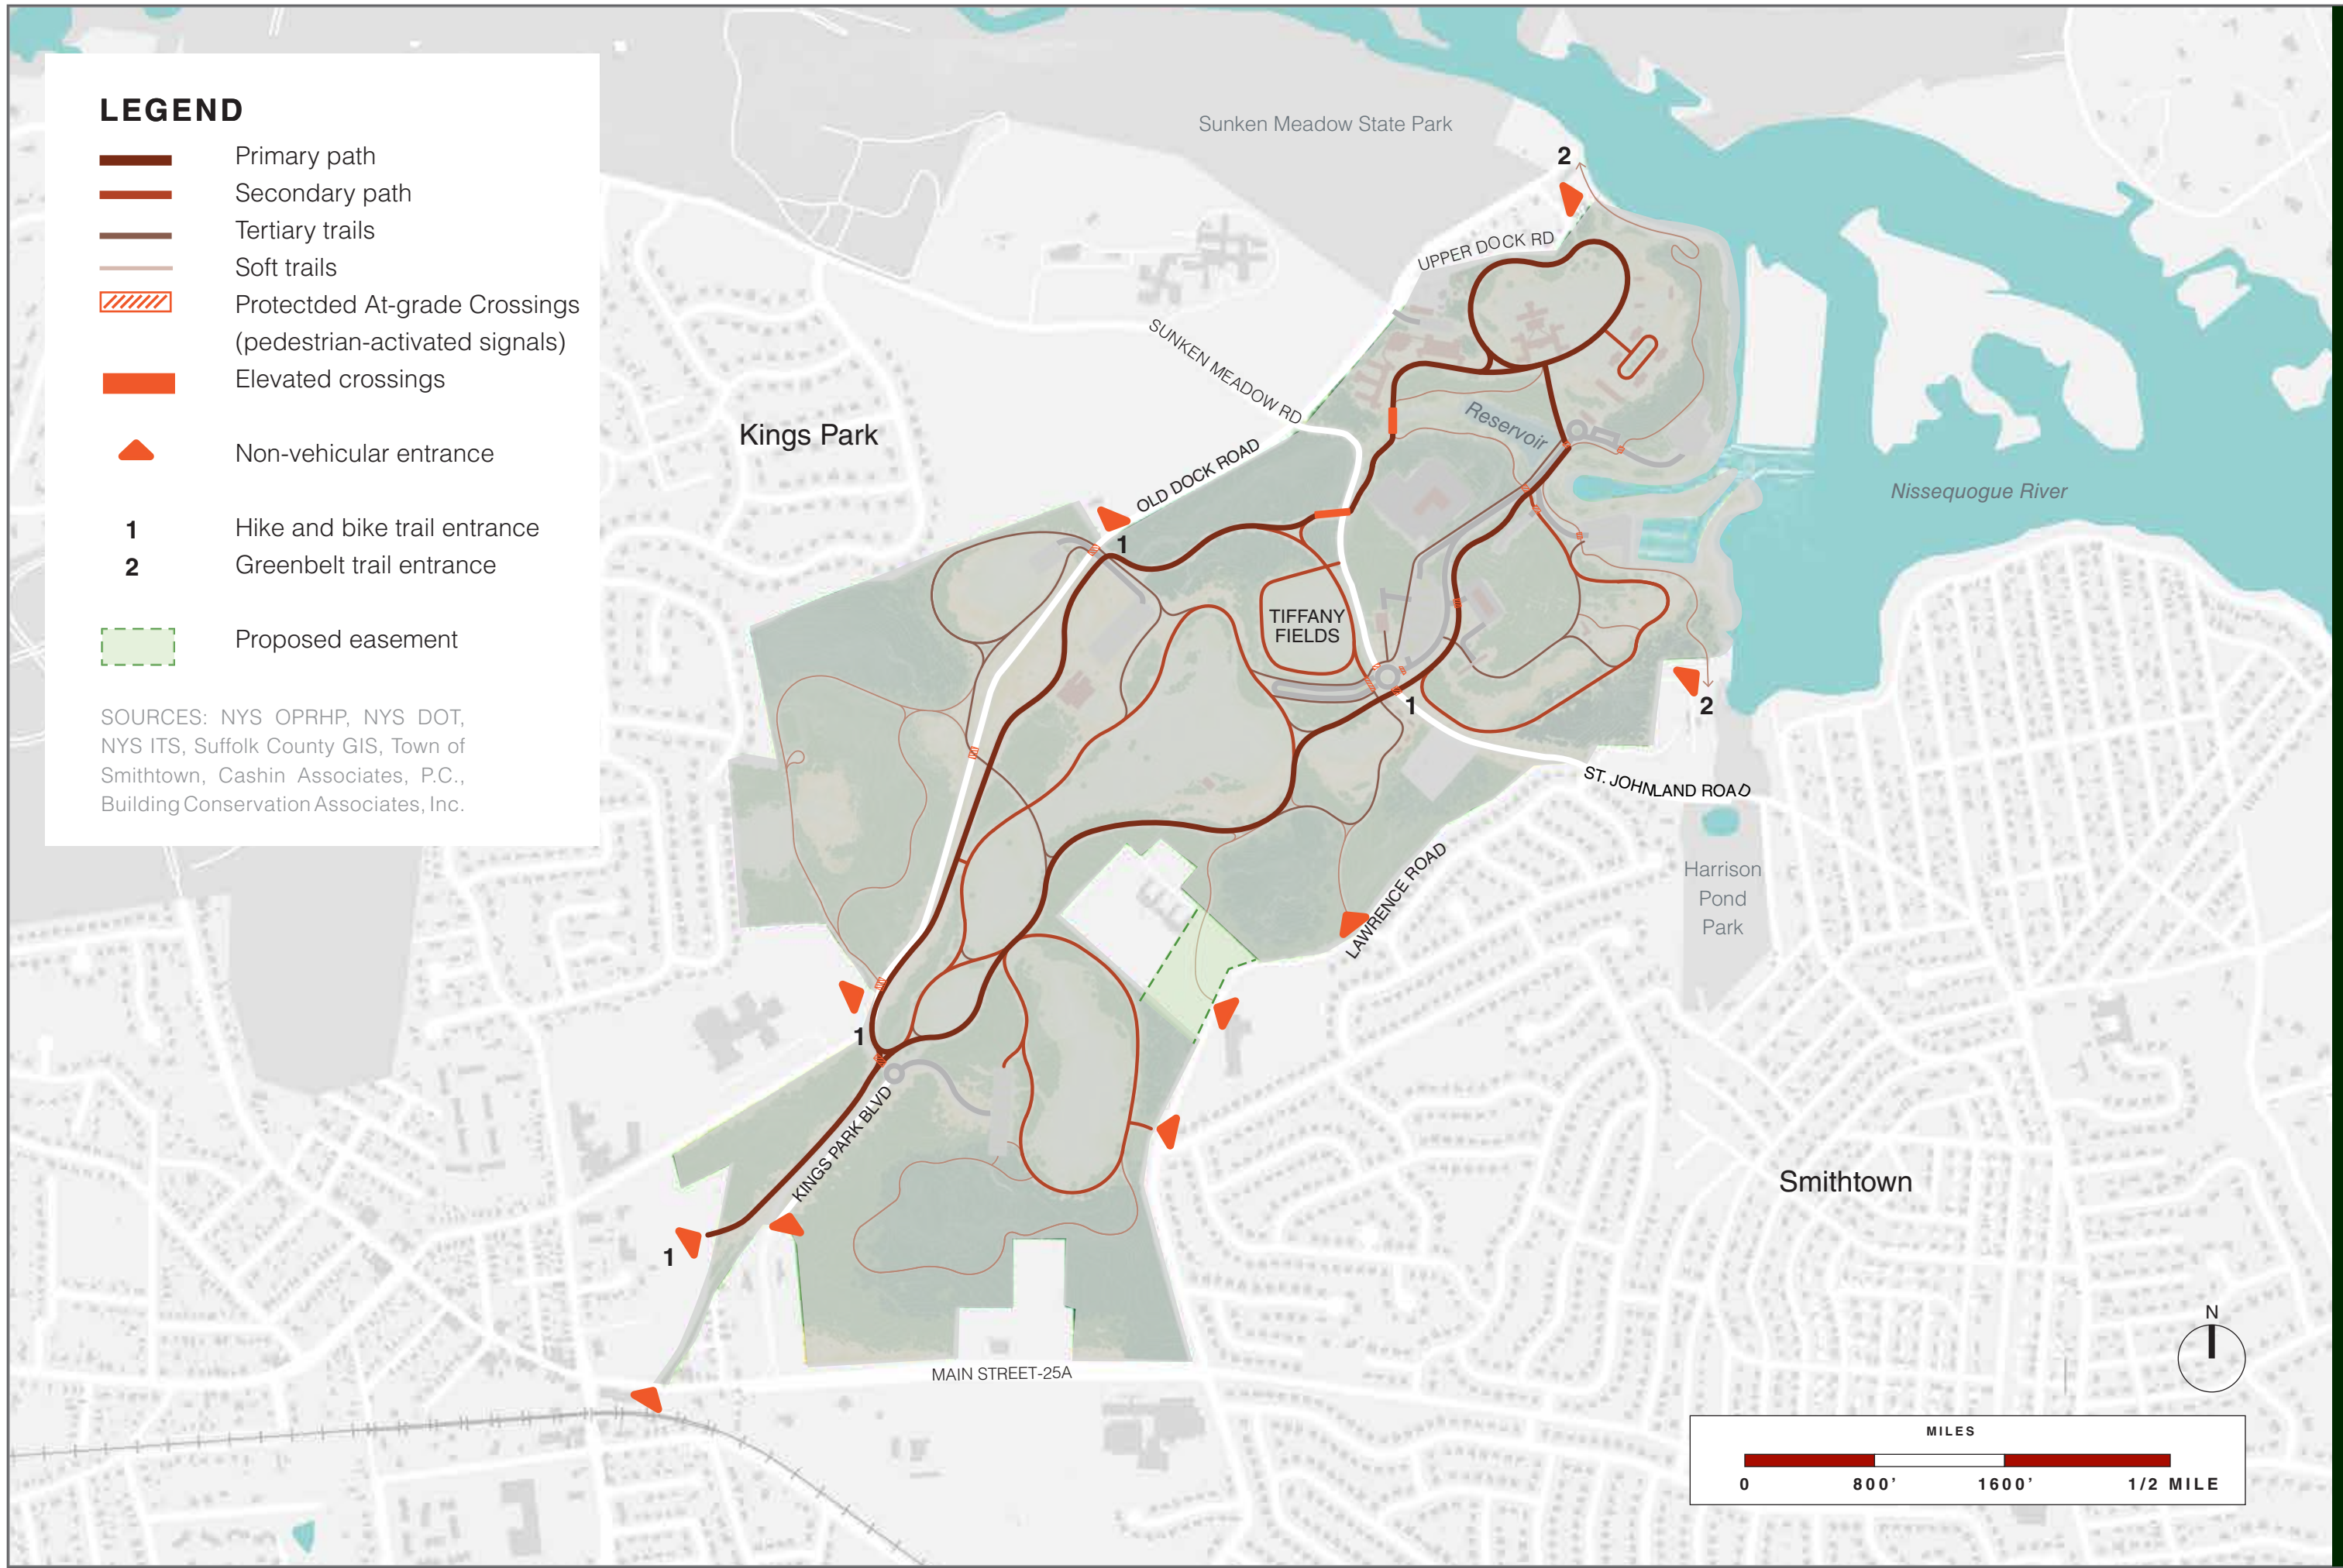 LEGEND
Primary path
Secondary path
Tertiary trails
Soft trails
Protectded At-grade Crossings
(pedestrian-activated signals)
Elevated crossings
Non-vehicular entrance
1 Hike and bike trail entrance
2 Greenbelt trail entrance
Proposed easement
SOURCES: NYS OPRHP, NYS DOT,
NYS ITS, Suffolk County GIS, Town of
Smithtown, Cashin Associates, P.C.,
Building Conservation Associates, Inc.
Sunken Meadow State Park
2
UPPER DOCK RD
SUNKEN MEADOW RD
Kings Park
Reservoir
OLD DOCK ROAD
Nissequogue River
1
TIFFANY
FIELDS
1
2
ST. JOHNLAND ROAD
Harrison
Pond
Park
LAWRENCE ROAD
1
KINGS PARK BLVD
Smithtown
1
MAIN STREET-25A
N
MILES
0 800’ 1600’ 1/2 MILE